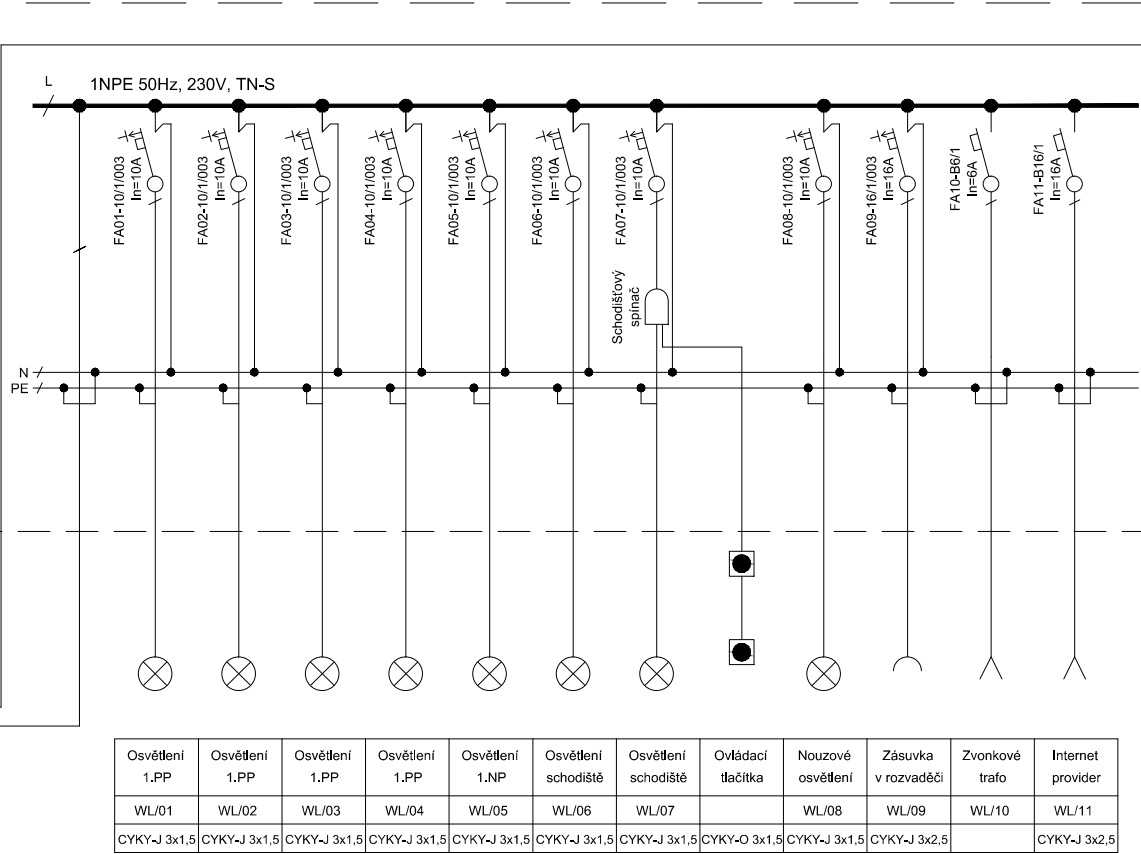 L
1NPE 50Hz, 230V, TN-S
FA01-10/1/003
In=10A
FA02-10/1/003
In=10A
FA03-10/1/003
In=10A
FA04-10/1/003
In=10A
FA05-10/1/003
In=10A
FA06-10/1/003
In=10A
FA07-10/1/003
In=10A
FA08-10/1/003
In=10A
FA09-16/1/003
In=16A
FA10-B6/1
In=6A
FA11-B16/1
In=16A
Schodišťový
spínač
N
PE
Osvětlení Osvětlení Osvětlení Osvětlení Osvětlení Osvětlení Osvětlení Ovládací Nouzové Zásuvka Zvonkové Internet
1.PP 1.PP 1.PP 1.PP 1.NP schodiště schodiště tlačítka osvětlení v rozvaděči trafo provider
WL/01 WL/02 WL/03 WL/04 WL/05 WL/06 WL/07 WL/08 WL/09 WL/10 WL/11
CYKY-J 3x1,5 CYKY-J 3x1,5 CYKY-J 3x1,5 CYKY-J 3x1,5 CYKY-J 3x1,5 CYKY-J 3x1,5 CYKY-J 3x1,5 CYKY-O 3x1,5 CYKY-J 3x1,5 CYKY-J 3x2,5 CYKY-J 3x2,5